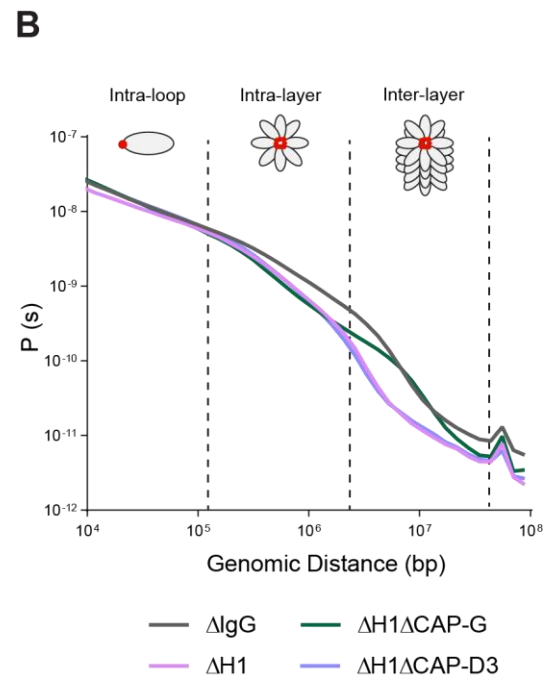 B
Intra-loop Intra-layer Inter-layer
10⁻⁷
10⁻⁸
10⁻⁹
10⁻¹⁰
10⁻¹¹
10⁻¹²
P (s)
10⁴ 10⁵ 10⁶ 10⁷ 10⁸
Genomic Distance (bp)
ΔIgG ΔH1ΔCAP-G
ΔH1 ΔH1ΔCAP-D3